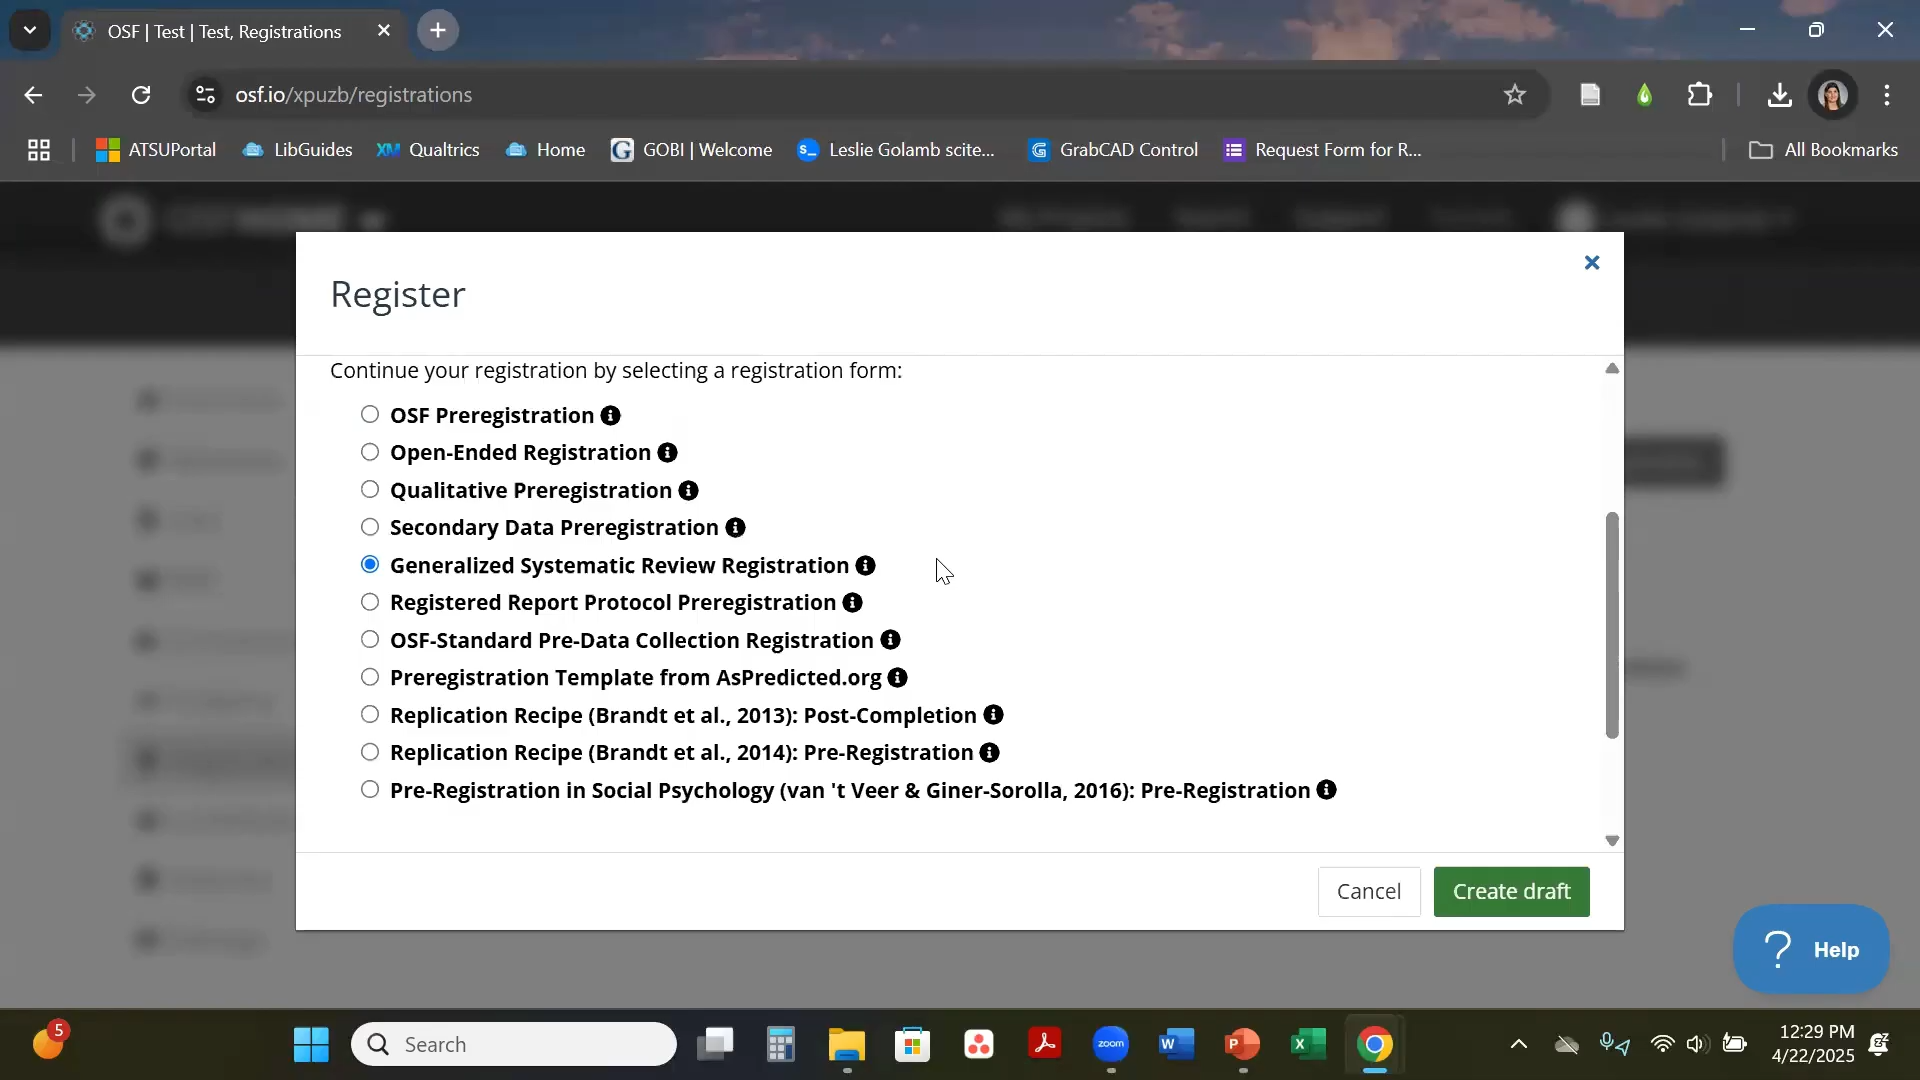 OSF | Test | Test, Registrations
osf.io/xpuzb/registrations
ATSUPortal
LibGuides
XM Qualtrics
Home
G GOBI | Welcome
s_ Leslie Golamb scite...
G GrabCAD Control
Request Form for R...
All Bookmarks
Register
Continue your registration by selecting a registration form:
OSF Preregistration
Open-Ended Registration
Qualitative Preregistration
Secondary Data Preregistration
Generalized Systematic Review Registration
Registered Report Protocol Preregistration
OSF-Standard Pre-Data Collection Registration
Preregistration Template from AsPredicted.org
Replication Recipe (Brandt et al., 2013): Post-Completion
Replication Recipe (Brandt et al., 2014): Pre-Registration
Pre-Registration in Social Psychology (van 't Veer & Giner-Sorolla, 2016): Pre-Registration
Cancel
Create draft
? Help
5
Search
zoom
W
P
X
12:29 PM
4/22/2025